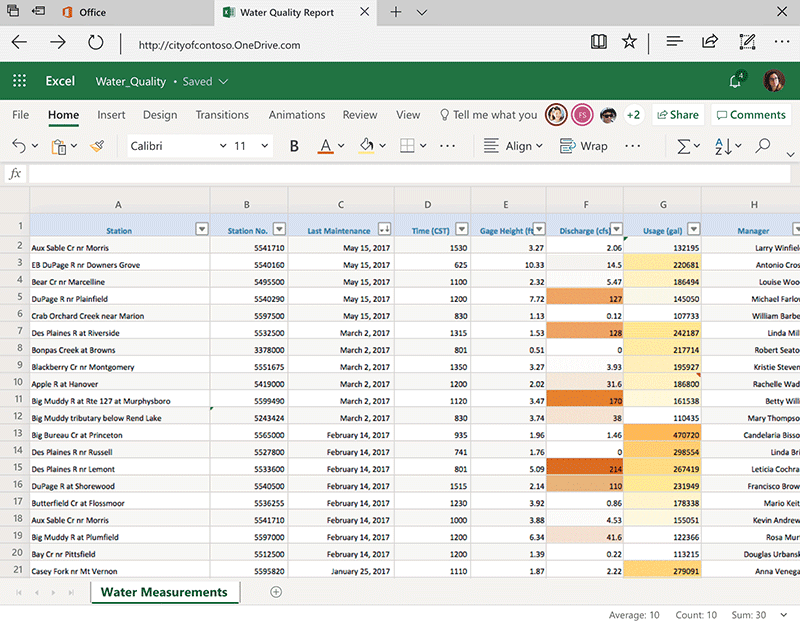 Office Water Quality Report
http://cityofcontoso.OneDrive.com
Excel Water_Quality • Saved 4
File Home Insert Design Transitions Animations Review View Tell me what you FS +2 Share Comments
Calibri 11 B A Align Wrap
fx
A B C D E F G H
1 Station Station No. Last Maintenance Time (CST) Gage Height (ft Discharge (cfs) Usage (gal) Manager
2 Aux Sable Cr nr Morris 5541710 May 15, 2017 1530 3.27 2.06 132195 Larry Winfiel
3 EB DuPage R nr Downers Grove 5540160 May 15, 2017 625 10.33 14.5 220681 Antonio Cros
4 Bear Cr nr Marcelline 5495500 May 15, 2017 1100 2.32 5.47 186494 Louise Woo
5 DuPage R nr Plainfield 5540290 May 15, 2017 1200 7.72 127 145050 Michael Farlov
6 Crab Orchard Creek near Marion 5597500 May 15, 2017 830 1.13 0.12 107733 William Barbe
7 Des Plaines R at Riverside 5532500 March 2, 2017 1315 1.53 128 242187 Linda Mil
8 Bonpas Creek at Browns 3378000 March 2, 2017 801 0.51 0 217714 Robert Seato
9 Blackberry Cr nr Montgomery 5551675 March 2, 2017 1200 3.27 3.93 195927 Kristie Steven
10 Apple R at Hanover 5419000 March 2, 2017 1200 2.02 31.6 186800 Rachelle Wad
11 Big Muddy R at Rte 127 at Murphysboro 5599490 March 2, 2017 1120 3.47 170 161538 Betty Willi
12 Big Muddy tributary below Rend Lake 5243424 March 2, 2017 830 3.74 38 110435 Mary Thompso
13 Big Bureau Cr at Princeton 5565000 February 14, 2017 935 1.96 1.46 470720 Candelaria Bisso
14 Des Plaines R nr Russell 5527800 February 14, 2017 741 1.76 0 298554 Linda Bri
15 Des Plaines R nr Lemont 5533600 February 14, 2017 801 5.09 214 267419 Leticia Cochra
16 DuPage R at Shorewood 5540500 February 14, 2017 1515 2.14 110 231949 Francisco Brow
17 Butterfield Cr at Flossmoor 5536255 February 14, 2017 1230 3.92 0.86 178338 Mario Keit
18 Aux Sable Cr nr Morris 5541710 February 14, 2017 1000 3.88 4.53 155051 Kevin Andrew
19 Big Muddy R at Plumfield 5597000 February 14, 2017 1200 6.34 41.6 122366 Rosa Mur
20 Bay Cr nr Pittsfield 5512500 February 14, 2017 1200 1.39 0.22 113215 Douglas Urbansk
21 Casey Fork nr Mt Vernon 5595820 January 25, 2017 1110 1.87 2.22 279091 Anna Venega
Water Measurements
Average: 10 Count: 10 Sum: 30